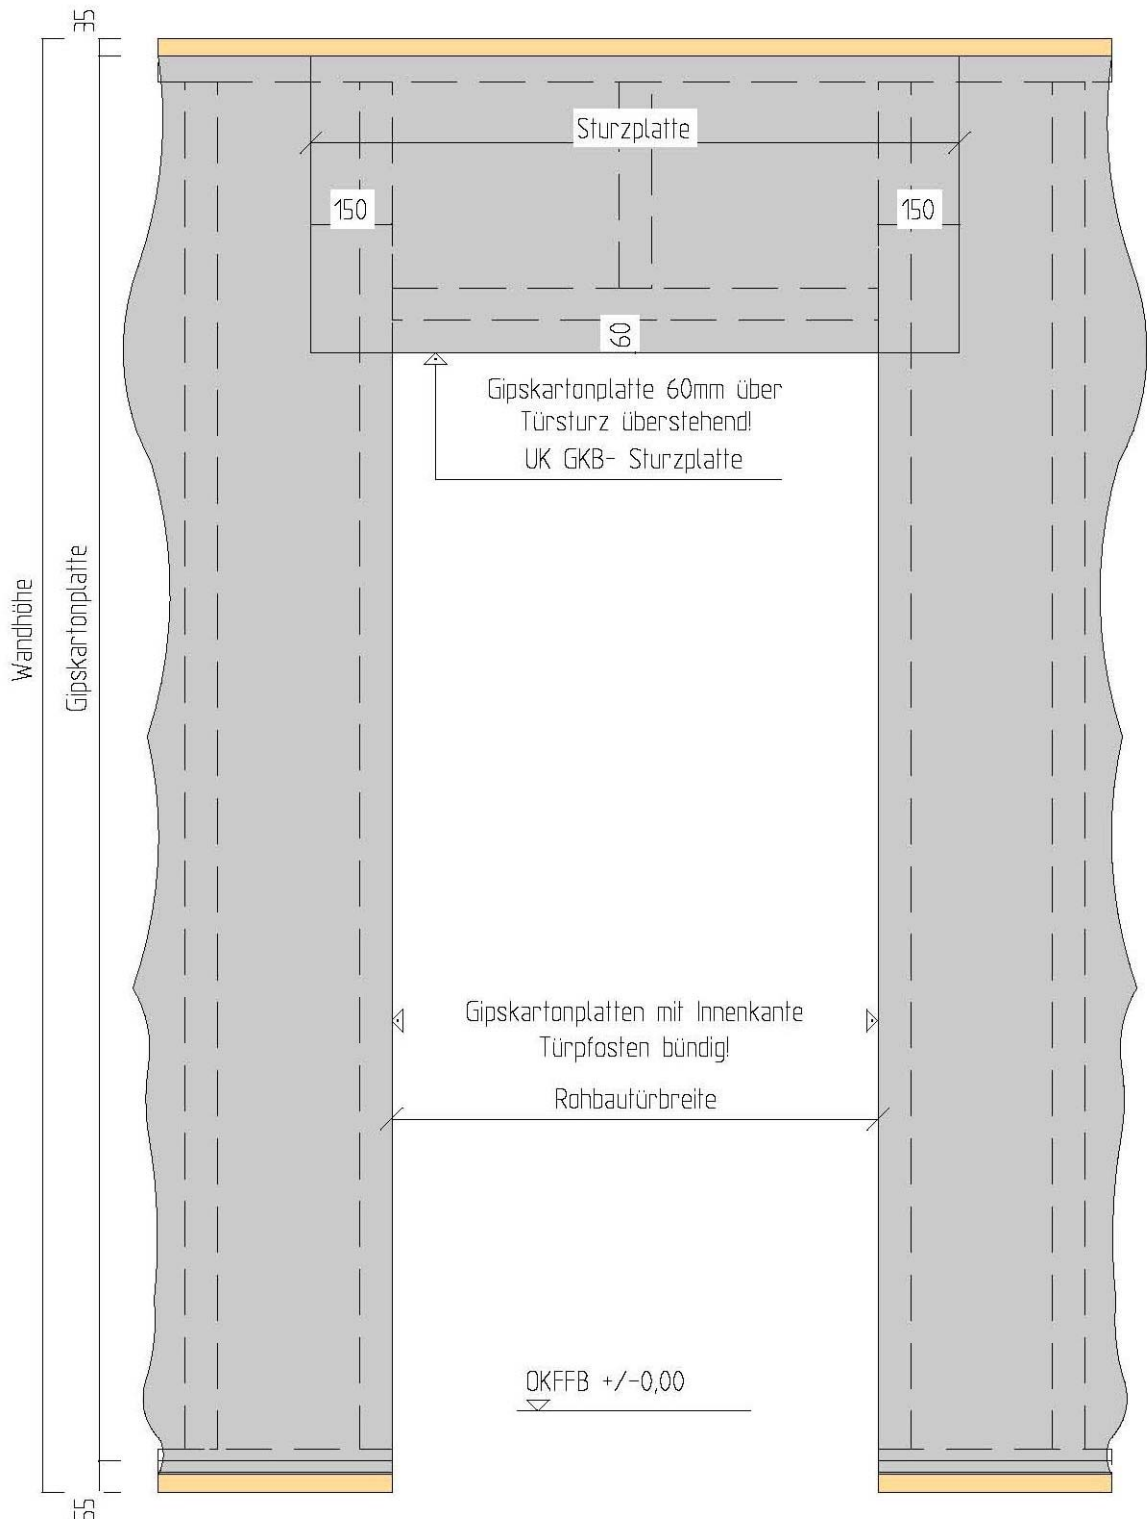 35
Sturzplatte
150
150
60
Gipskartonplatte 60mm über
Türsturz überstehend!
UK GKB- Sturzplatte
Wandhöhe
Gipskartonplatte
Gipskartonplatten mit Innenkante
Türpfosten bündig!
Rohbautürbreite
OKFFB +/-0,00